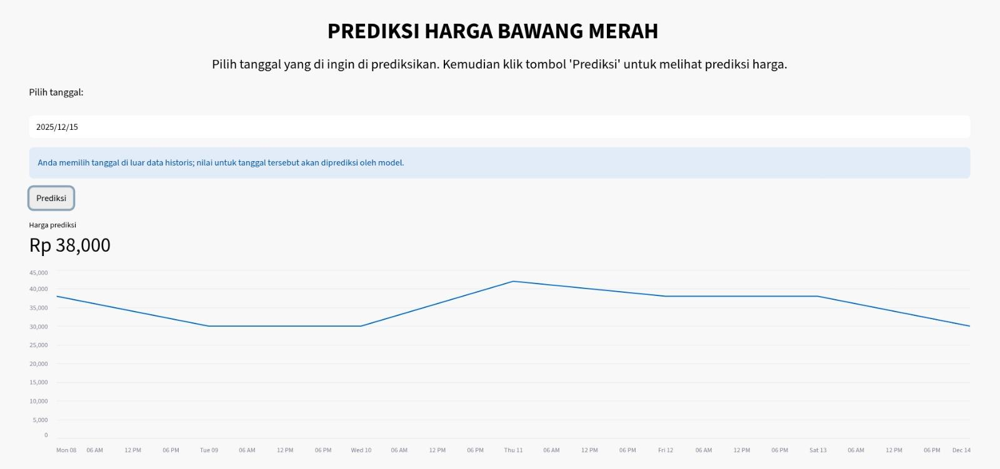 PREDIKSI HARGA BAWANG MERAH
Pilih tanggal yang di ingin di prediksikan. Kemudian klik tombol 'Prediksi' untuk melihat prediksi harga.
Pilih tanggal:
2025/12/15
Anda memilih tanggal di luar data historis; nilai untuk tanggal tersebut akan diprediksi oleh model.
Prediksi
Harga prediksi
Rp 38,000
45,000
40,000
35,000
30,000
25,000
20,000
15,000
10,000
5,000
0
Mon 08 06 AM 12 PM 06 PM Tue 09 06 AM 12 PM 06 PM Wed 10 06 AM 12 PM 06 PM Thu 11 06 AM 12 PM 06 PM Fri 12 06 AM 12 PM 06 PM Sat 13 06 AM 12 PM 06 PM Dec 14